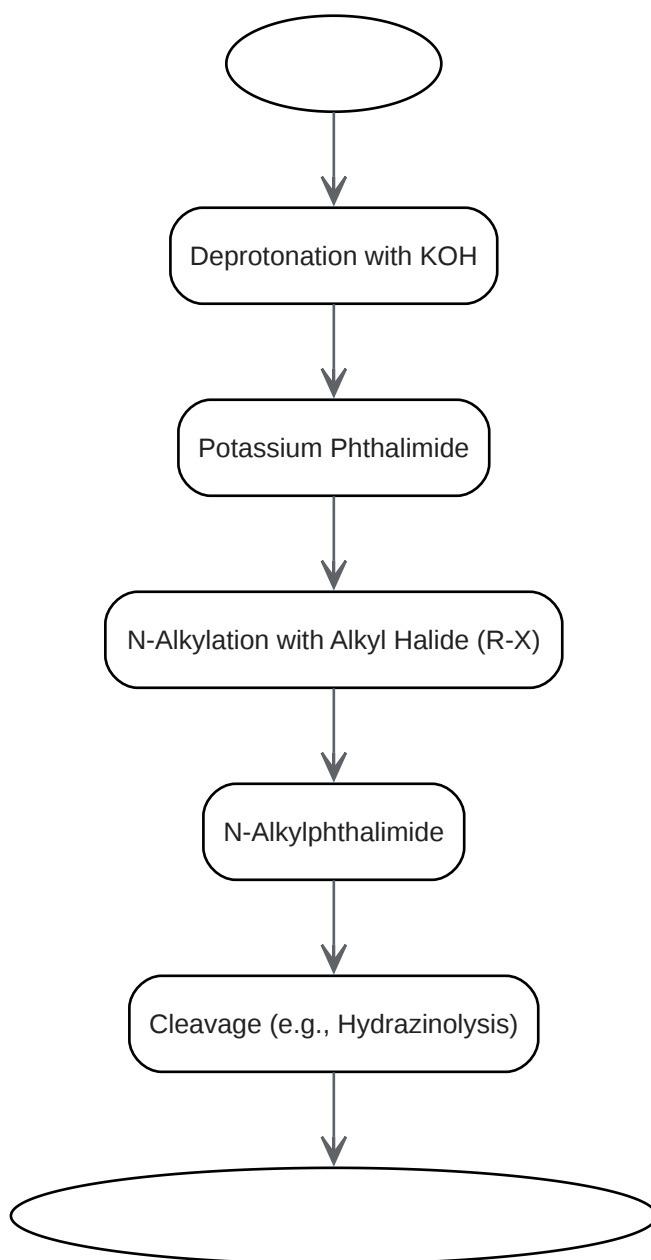 Deprotonation with KOH
Potassium Phthalimide
N-Alkylation with Alkyl Halide (R-X)
N-Alkylphthalimide
Cleavage (e.g., Hydrazinolysis)